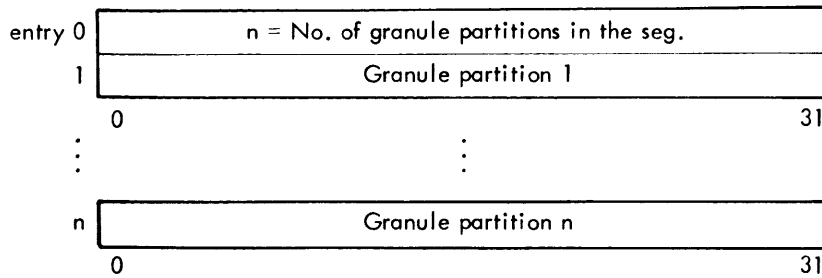 entry 0 n = No. of granule partitions in the seg.
1 Granule partition 1
0 31
n Granule partition n
0 31